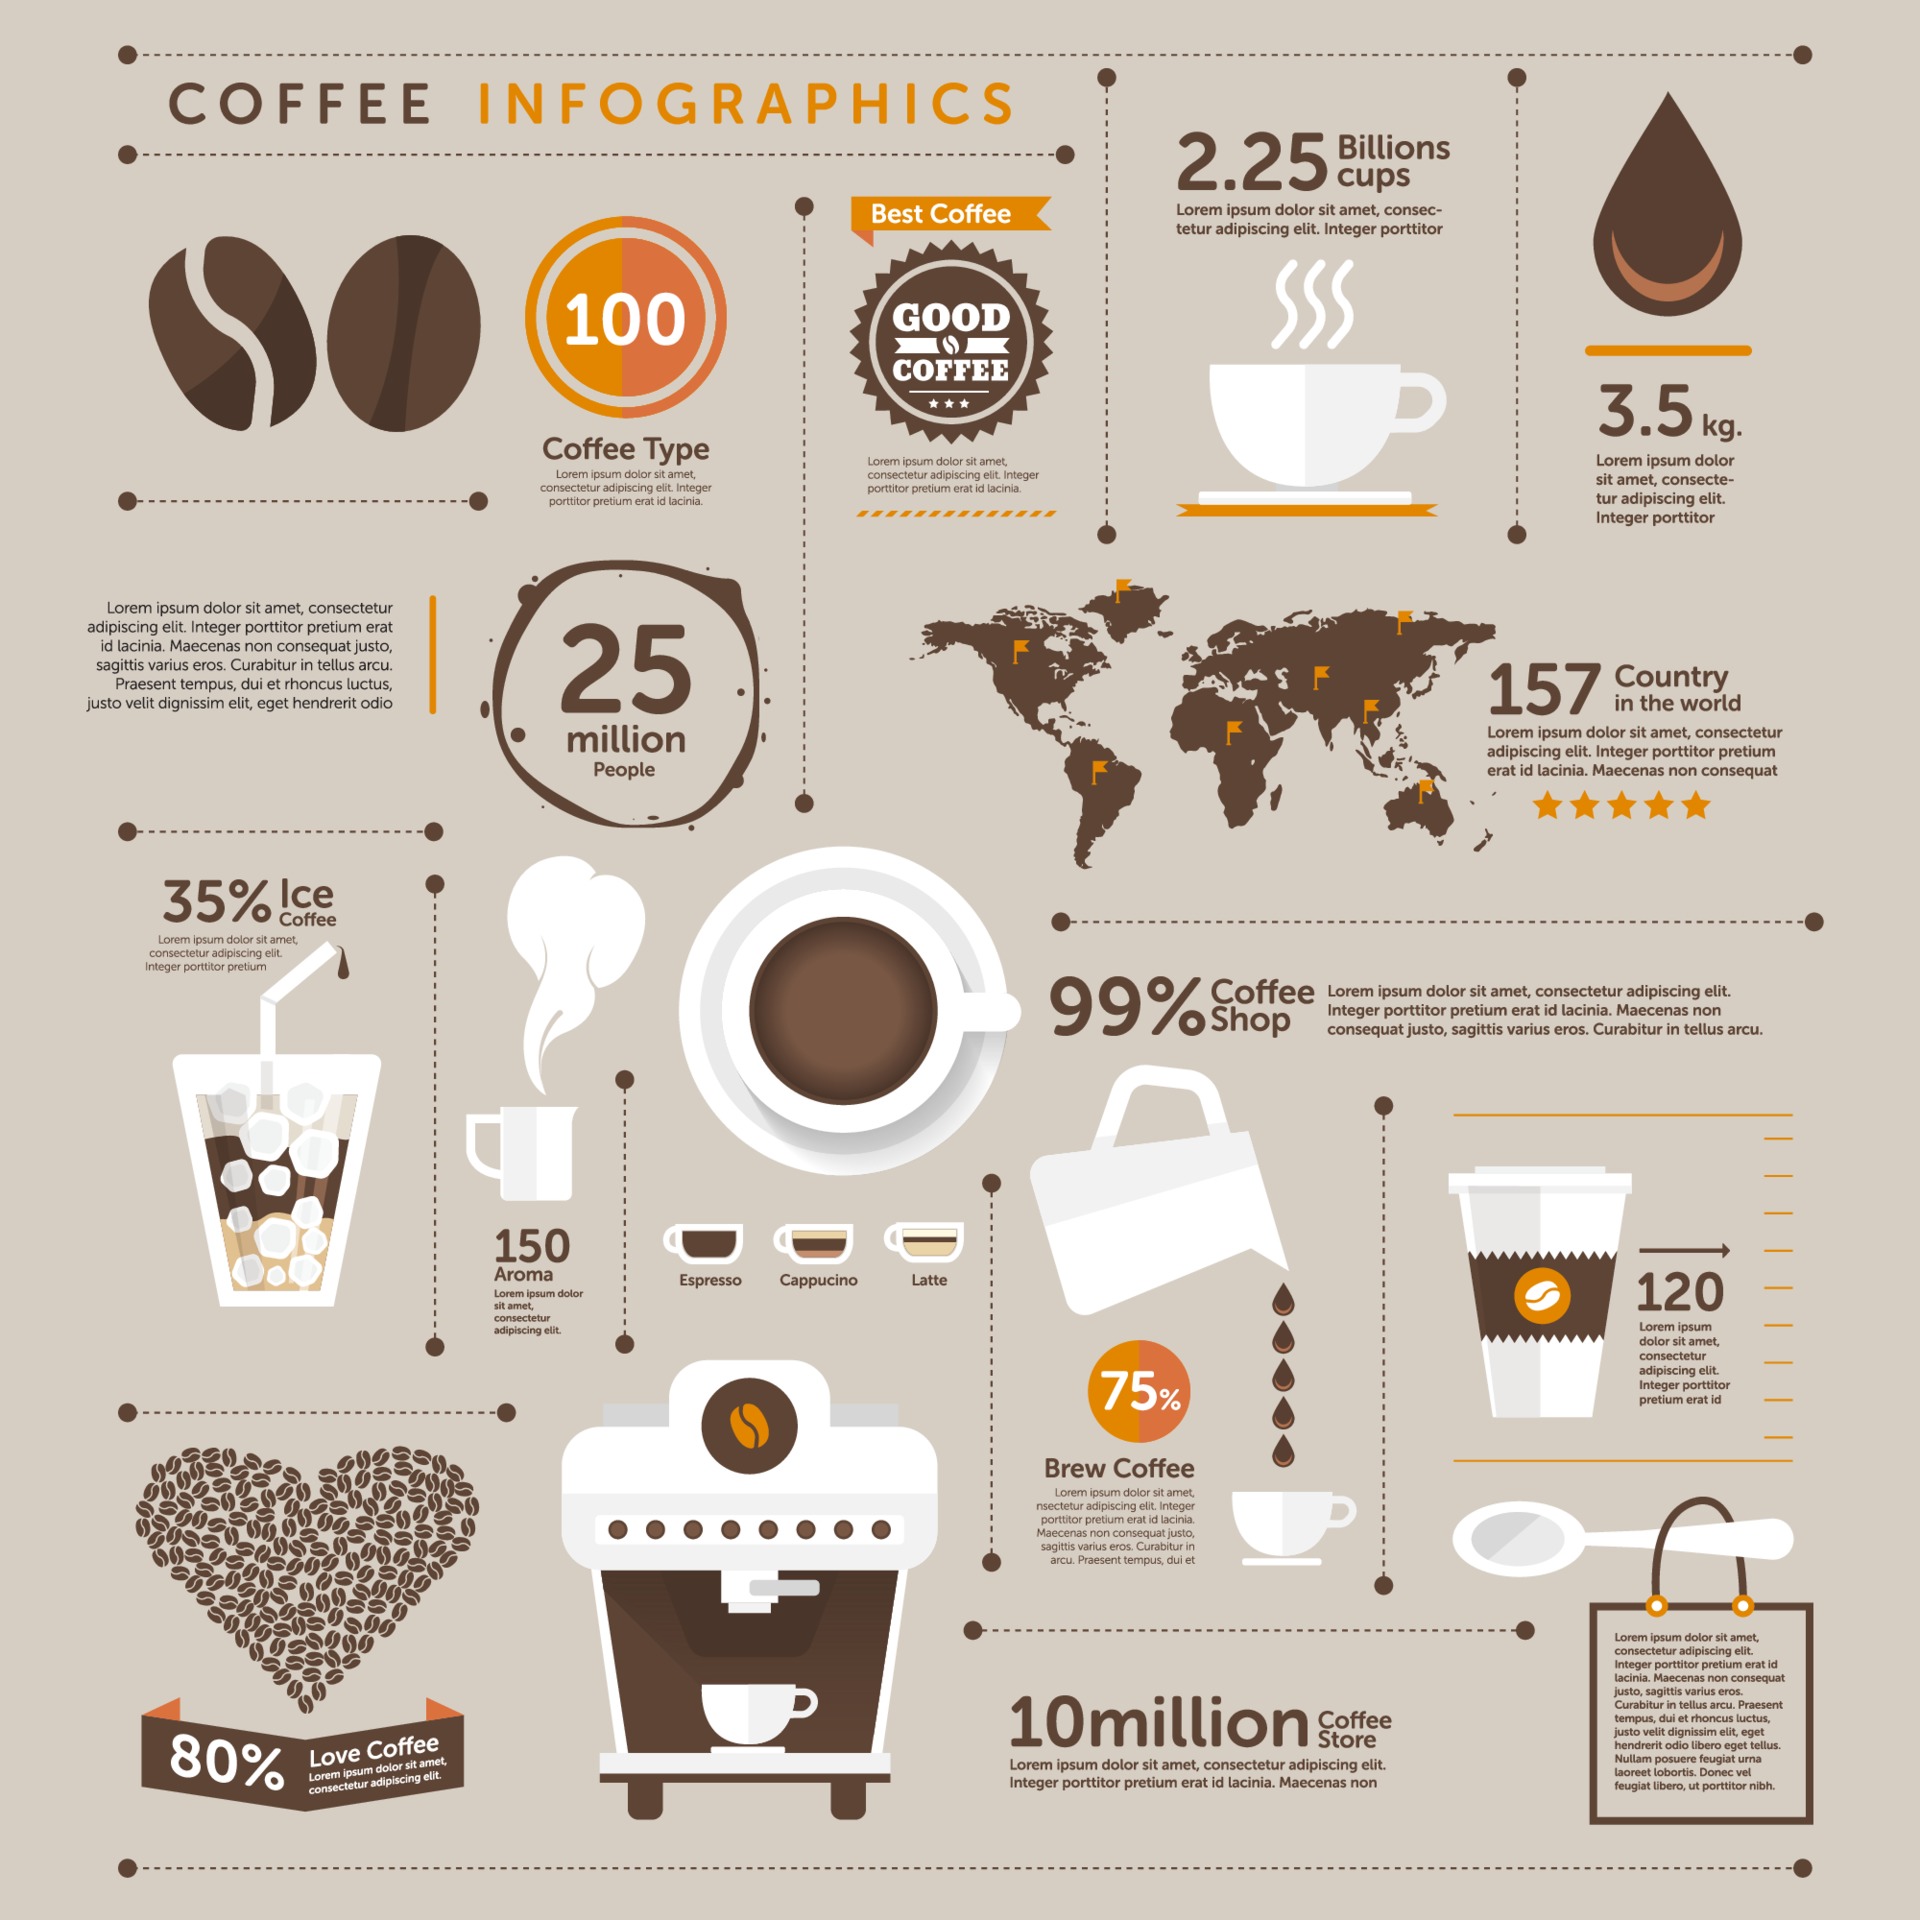 COFFEE INFOGRAPHICS
2.25 Billions
cups
Lorem ipsum dolor sit amet, consec-
tetur adipiscing elit. Integer porttitor
3.5 kg.
Lorem ipsum dolor
sit amet, consecte-
tur adipiscing elit.
Integer porttitor
100
Coffee Type
Lorem ipsum dolor sit amet,
consectetur adipiscing elit. Integer
porttitor pretium erat id lacinia.
Best Coffee
GOOD
COFFEE
Lorem ipsum dolor sit amet,
consectetur adipiscing elit. Integer
porttitor pretium erat id lacinia.
Lorem ipsum dolor sit amet, consectetur
adipiscing elit. Integer porttitor pretium erat
id lacinia. Maecenas non consequat justo,
sagittis varius eros. Curabitur in tellus arcu.
Praesent tempus, dui et rhoncus luctus,
justo velit dignissim elit, eget hendrerit odio
25
million
People
157 Country
in the world
Lorem ipsum dolor sit amet, consectetur
adipiscing elit. Integer porttitor pretium
erat id lacinia. Maecenas non consequat
35% Ice
Coffee
Lorem ipsum dolor sit amet,
consectetur adipiscing elit.
Integer porttitor pretium
99% Coffee
Shop
Lorem ipsum dolor sit amet, consectetur adipiscing elit.
Integer porttitor pretium erat id lacinia. Maecenas non
consequat justo, sagittis varius eros. Curabitur in tellus arcu.
150
Aroma
Lorem ipsum dolor
sit amet,
consectetur
adipiscing elit.
Espresso
Cappucino
Latte
120
Lorem ipsum
dolor sit amet,
consectetur
adipiscing elit.
Integer porttitor
pretium erat id
75%
Brew Coffee
Lorem ipsum dolor sit amet,
nsectetur adipiscing elit. Integer
porttitor pretium erat id lacinia.
Maecenas non consequat justo,
sagittis varius eros. Curabitur in
arcu. Praesent tempus, dui et
80% Love Coffee
Lorem ipsum dolor sit amet,
consectetur adipiscing elit.
10million Coffee
Store
Lorem ipsum dolor sit amet, consectetur adipiscing elit.
Integer porttitor pretium erat id lacinia. Maecenas non
Lorem ipsum dolor sit amet,
consectetur adipiscing elit.
Integer porttitor pretium erat id
lacinia. Maecenas non consequat
justo, sagittis varius eros.
Curabitur in tellus arcu. Praesent
tempus, dui et rhoncus luctus,
justo velit dignissim elit, eget
hendrerit odio libero eget tellus.
Nullam posuere feugiat urna
laoreet lobortis. Donec vel
feugiat libero, ut porttitor nibh.